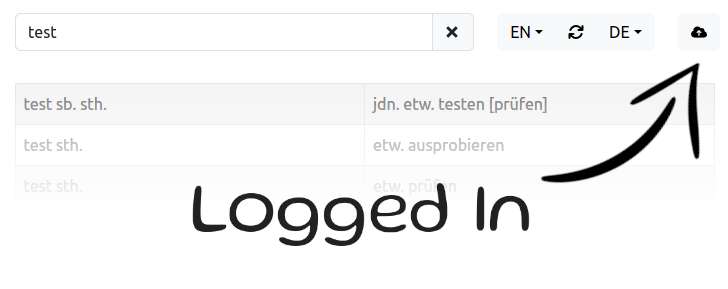 test
EN
DE
test sb. sth.
jdn. etw. testen [prüfen]
test sth.
etw. ausprobieren
test sth.
etw. prüfen
Logged In